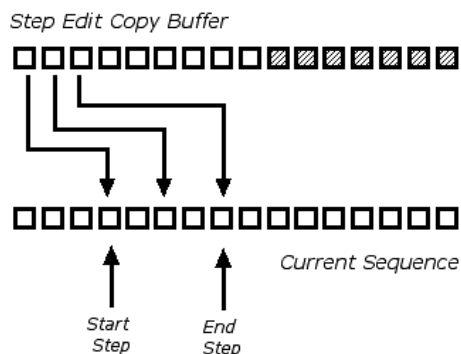 Step Edit Copy Buffer
Current Sequence
Start
Step
End
Step